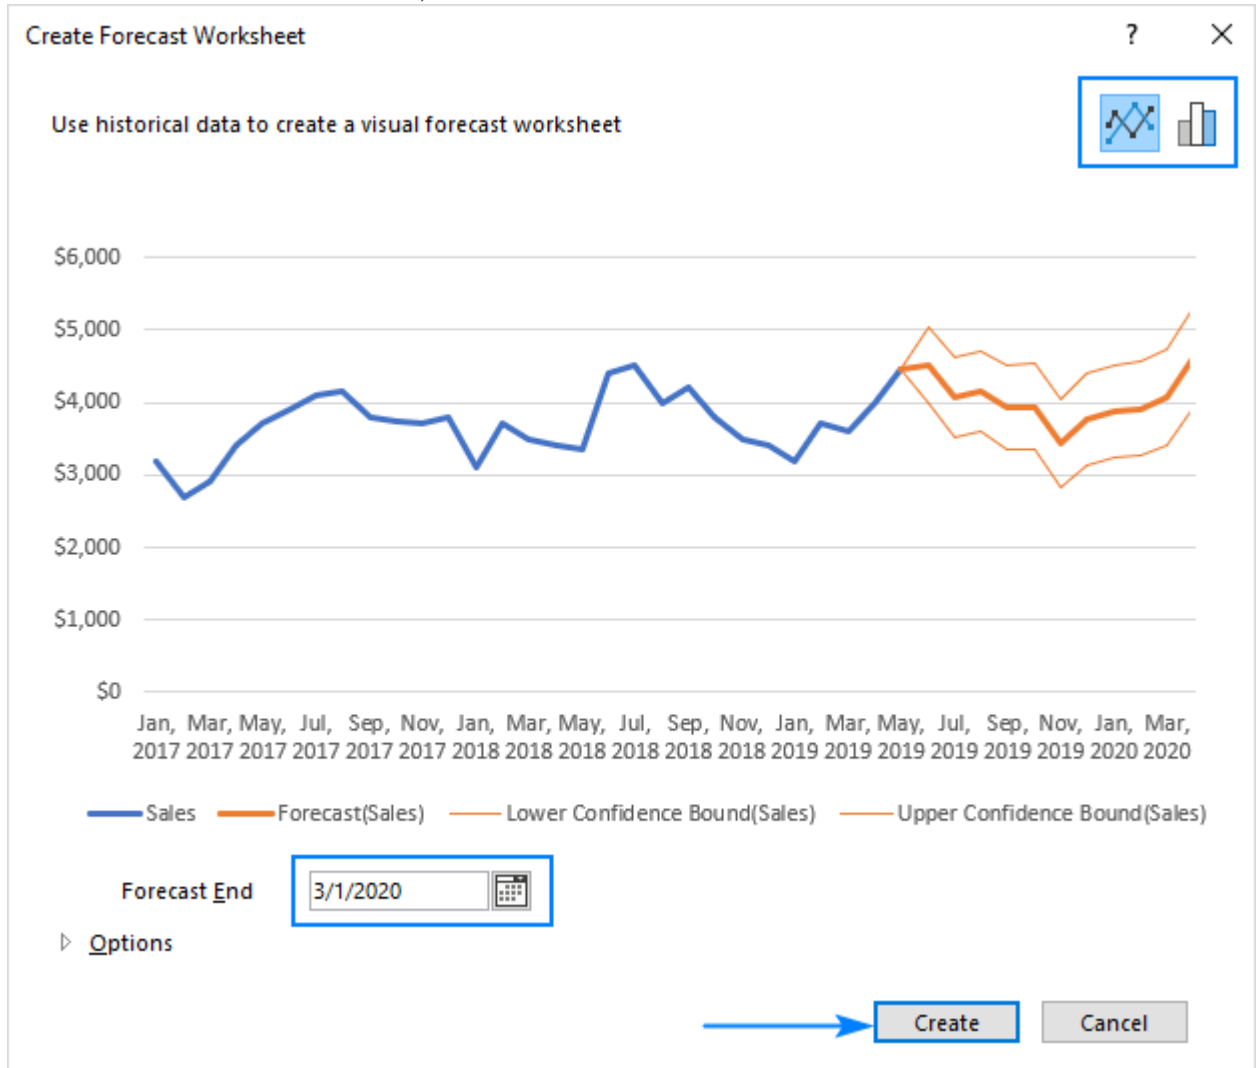 Create Forecast Worksheet ? ×
Use historical data to create a visual forecast worksheet
$6,000
$5,000
$4,000
$3,000
$2,000
$1,000
$0
Jan, Mar, May, Jul, Sep, Nov, Jan, Mar, May, Jul, Sep, Nov, Jan, Mar, May, Jul, Sep, Nov, Jan, Mar,
2017 2017 2017 2017 2017 2017 2018 2018 2018 2018 2018 2018 2019 2019 2019 2019 2019 2019 2020 2020
Sales Forecast(Sales) Lower Confidence Bound(Sales) Upper Confidence Bound(Sales)
Forecast End 3/1/2020
Options
Create Cancel